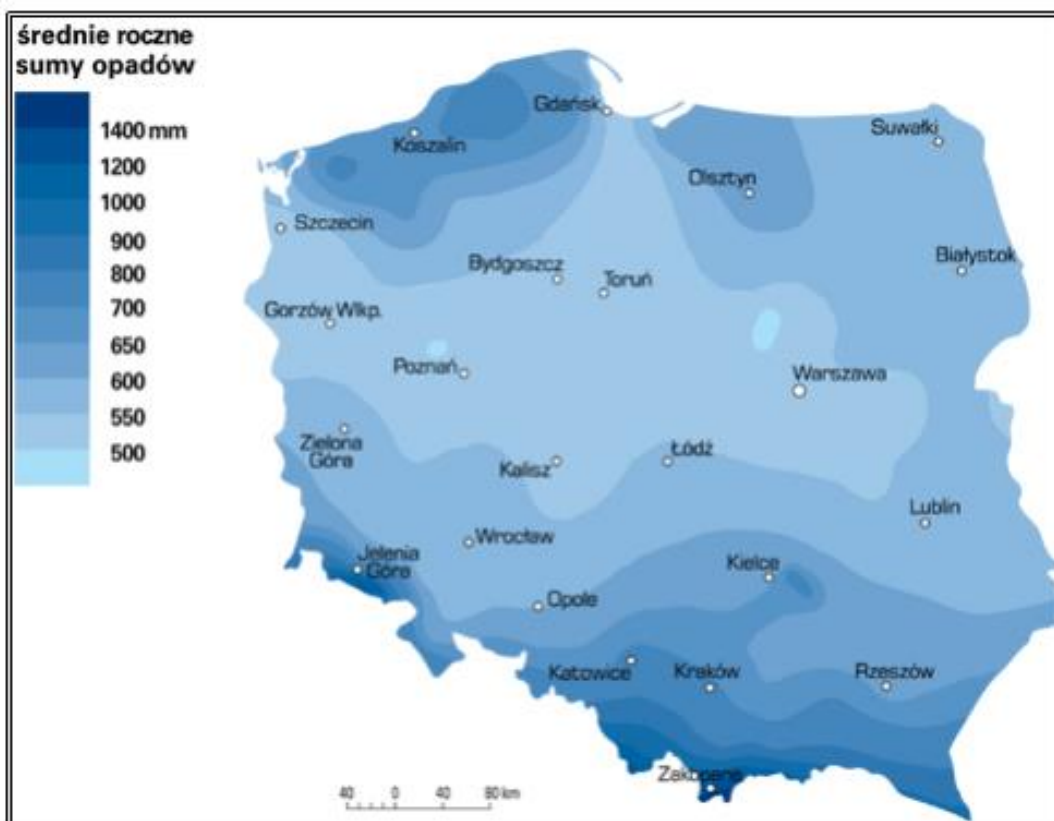 średnie roczne
sumy opadów
1400 mm
1200
1000
900
800
700
650
600
550
500
Gdańsk
Koszalin
Suwałki
Olsztyn
Szczecin
Białystok
Bydgoszcz
Toruń
Gorzów Wlkp.
Poznań
Warszawa
Zielona
Góra
Kalisz
Łódź
Lublin
Wrocław
Jelenia
Góra
Kielce
Opole
Katowice
Kraków
Rzeszów
Zakopane
40 0 40 80 km